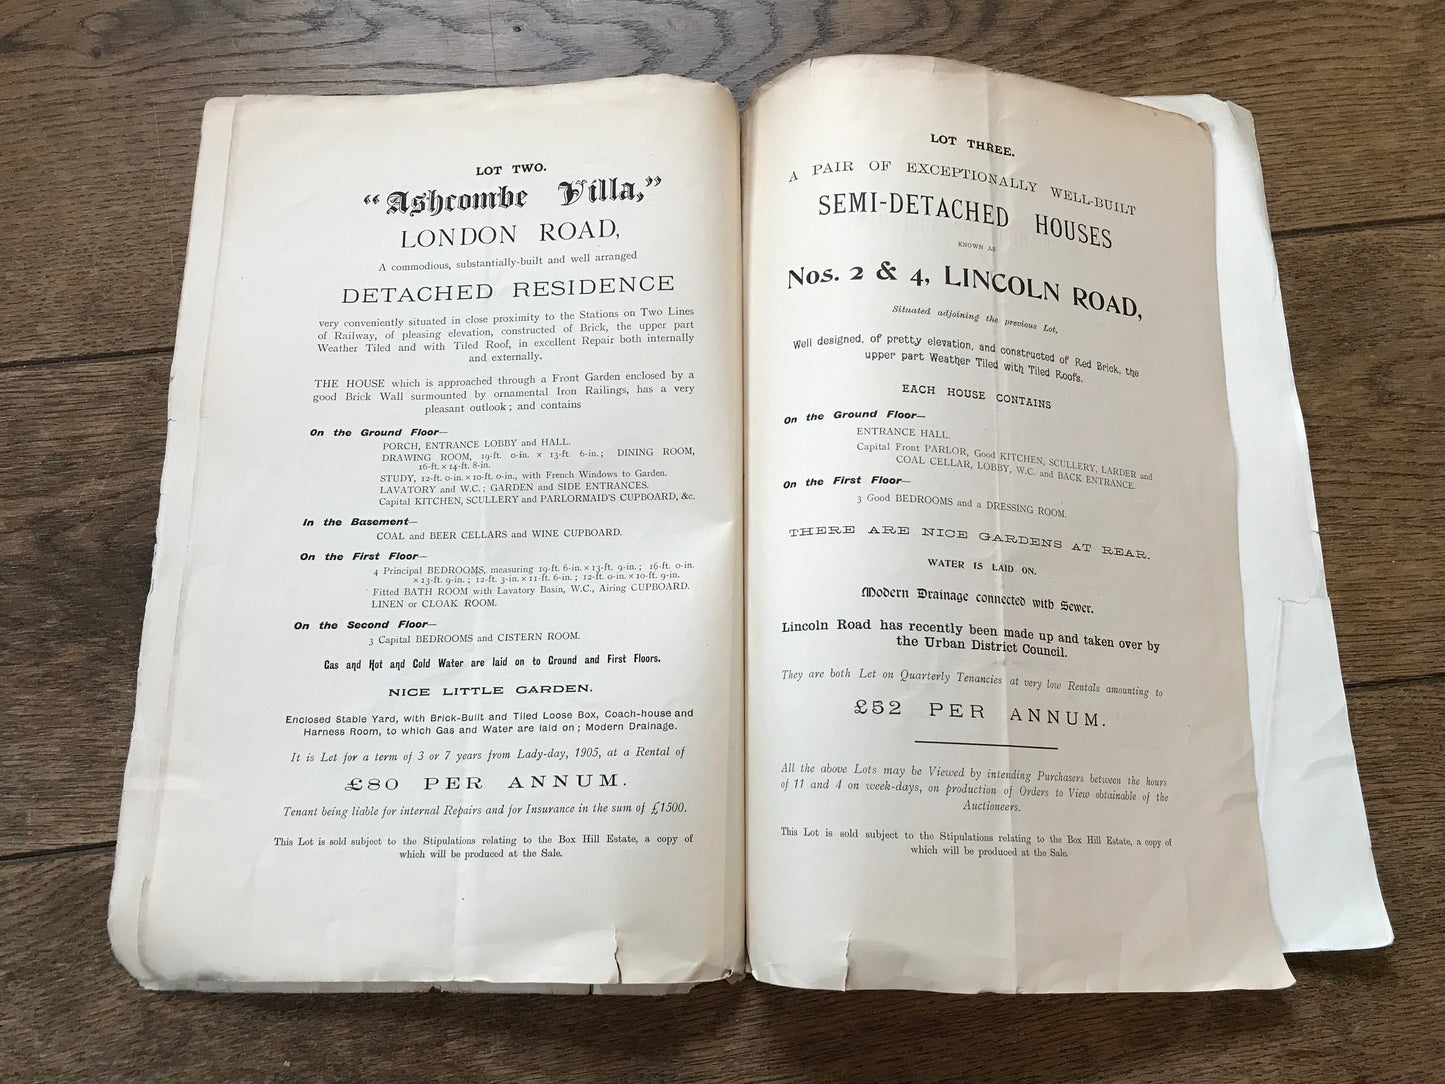 LOT TWO.
“Ashcombe Villa,”
LONDON ROAD,
A commodious, substantially-built and well arranged
DETACHED RESIDENCE
very conveniently situated in close proximity to the Stations on Two Lines
of Railway, of pleasing elevation, constructed of Brick, the upper part
Weather Tiled and with Tiled Roof, in excellent Repair both internally
and externally.
THE HOUSE which is approached through a Front Garden enclosed by a
good Brick Wall surmounted by ornamental Iron Railings, has a very
pleasant outlook; and contains
On the Ground Floor—
PORCH, ENTRANCE LOBBY and HALL.
DRAWING ROOM, 19-ft. 0-in. × 13-ft. 6-in.; DINING ROOM,
16-ft. × 14-ft. 8-in.
STUDY, 12-ft. 0-in. × 10-ft. 0-in., with French Windows to Garden.
LAVATORY and W.C.; GARDEN and SIDE ENTRANCES.
Capital KITCHEN, SCULLERY and PARLORMAID'S CUPBOARD, &c.
In the Basement—
COAL and BEER CELLARS and WINE CUPBOARD.
On the First Floor—
4 Principal BEDROOMS, measuring 19-ft. 6-in. × 13-ft. 9-in.; 16-ft. 0-in.
× 13-ft. 9-in.; 12-ft. 3-in. × 11-ft. 6-in.; 12-ft. 0-in. × 10-ft. 9-in.
Fitted BATH ROOM with Lavatory Basin, W.C., Airing CUPBOARD.
LINEN or CLOAK ROOM.
On the Second Floor—
3 Capital BEDROOMS and CISTERN ROOM.
Gas and Hot and Cold Water are laid on to Ground and First Floors.
NICE LITTLE GARDEN.
Enclosed Stable Yard, with Brick-Built and Tiled Loose Box, Coach-house and
Harness Room, to which Gas and Water are laid on; Modern Drainage.
It is Let for a term of 3 or 7 years from Lady-day, 1905, at a Rental of
£80 PER ANNUM.
Tenant being liable for internal Repairs and for Insurance in the sum of £1500.
This Lot is sold subject to the Stipulations relating to the Box Hill Estate, a copy of
which will be produced at the Sale.
LOT THREE.
A PAIR OF EXCEPTIONALLY WELL-BUILT
SEMI-DETACHED HOUSES
KNOWN AS
Nos. 2 & 4, LINCOLN ROAD,
Situated adjoining the previous Lot,
Well designed, of pretty elevation, and constructed of Red Brick, the
upper part Weather Tiled with Tiled Roofs.
EACH HOUSE CONTAINS
On the Ground Floor—
ENTRANCE HALL.
Capital Front PARLOR, Good KITCHEN, SCULLERY, LARDER and
COAL CELLAR, LOBBY, W.C. and BACK ENTRANCE.
On the First Floor—
3 Good BEDROOMS and a DRESSING ROOM.
THERE ARE NICE GARDENS AT REAR.
WATER IS LAID ON.
Modern Drainage connected with Sewer.
Lincoln Road has recently been made up and taken over by
the Urban District Council.
They are both Let on Quarterly Tenancies at very low Rentals amounting to
£52 PER ANNUM.
All the above Lots may be Viewed by intending Purchasers between the hours
of 11 and 4 on week-days, on production of Orders to View obtainable of the
Auctioneers.
This Lot is sold subject to the Stipulations relating to the Box Hill Estate, a copy of
which will be produced at the Sale.